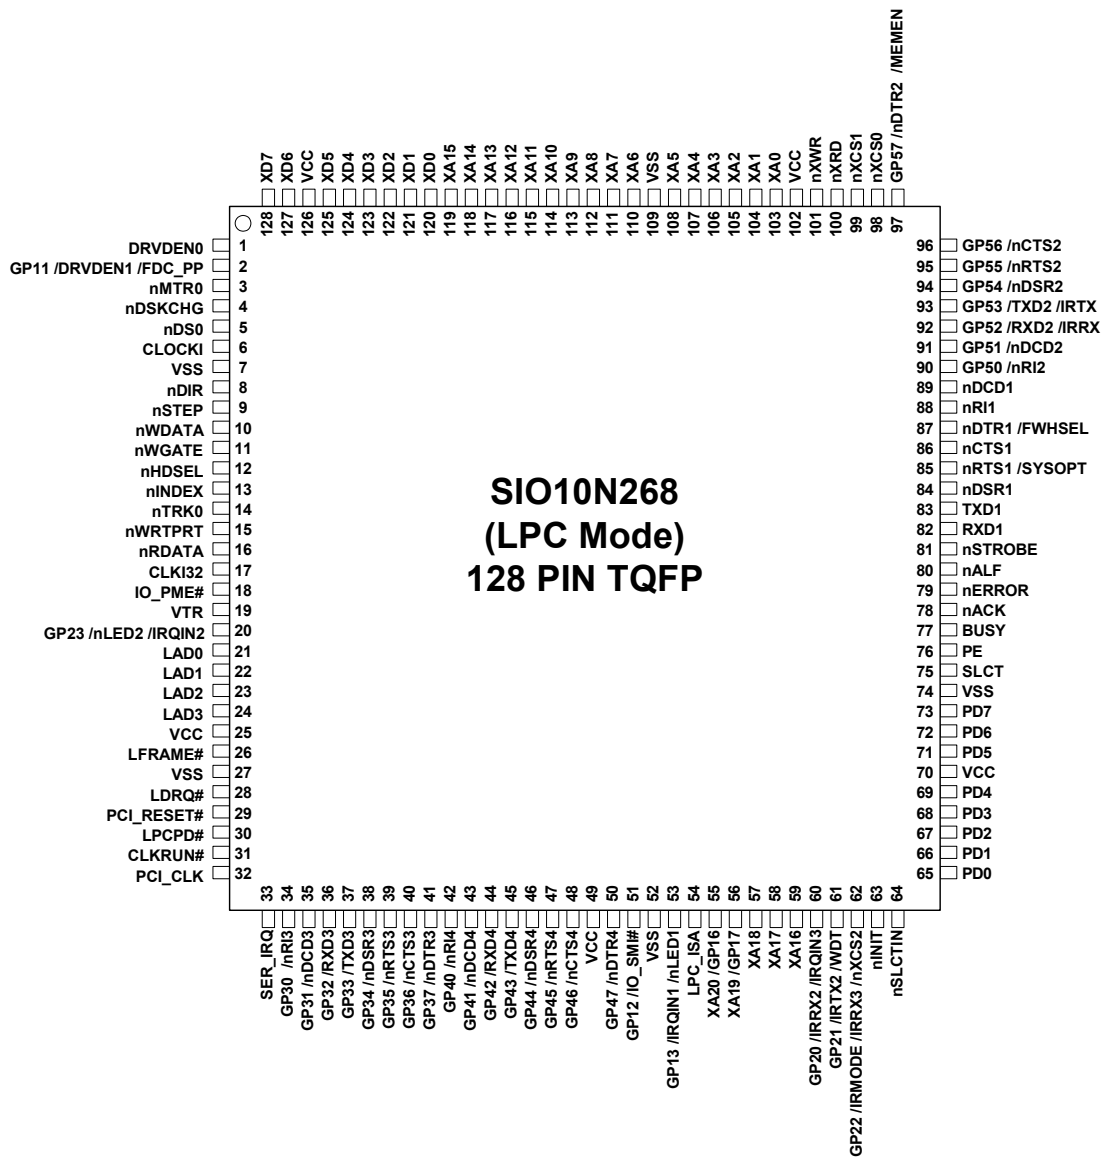 GP57 /nDTR2 /MEMEN
XD7
XD6
VCC
XD5
XD4
XD3
XD2
XD1
XD0
XA15
XA14
XA13
XA12
XA11
XA10
XA9
XA8
XA7
XA6
VSS
XA5
XA4
XA3
XA2
XA1
XA0
VCC
nXWR
nXRD
nXCS1
nXCS0
128
127
126
125
124
123
122
121
120
119
118
117
116
115
114
113
112
111
110
109
108
107
106
105
104
103
102
101
100
99
98
97
DRVDEN0 1
GP11 /DRVDEN1 /FDC_PP 2
nMTR0 3
nDSKCHG 4
nDS0 5
CLOCKI 6
VSS 7
nDIR 8
nSTEP 9
nWDATA 10
nWGATE 11
nHDSEL 12
nINDEX 13
nTRK0 14
nWRTPRT 15
nRDATA 16
CLKI32 17
IO_PME# 18
VTR 19
GP23 /nLED2 /IRQIN2 20
LAD0 21
LAD1 22
LAD2 23
LAD3 24
VCC 25
LFRAME# 26
VSS 27
LDRQ# 28
PCI_RESET# 29
LPCPD# 30
CLKRUN# 31
PCI_CLK 32
SIO10N268
(LPC Mode)
128 PIN TQFP
96 GP56 /nCTS2
95 GP55 /nRTS2
94 GP54 /nDSR2
93 GP53 /TXD2 /IRTX
92 GP52 /RXD2 /IRRX
91 GP51 /nDCD2
90 GP50 /nRI2
89 nDCD1
88 nRI1
87 nDTR1 /FWHSEL
86 nCTS1
85 nRTS1 /SYSOPT
84 nDSR1
83 TXD1
82 RXD1
81 nSTROBE
80 nALF
79 nERROR
78 nACK
77 BUSY
76 PE
75 SLCT
74 VSS
73 PD7
72 PD6
71 PD5
70 VCC
69 PD4
68 PD3
67 PD2
66 PD1
65 PD0
33
34
35
36
37
38
39
40
41
42
43
44
45
46
47
48
49
50
51
52
53
54
55
56
57
58
59
60
61
62
63
64
SER_IRQ
GP30 /nRI3
GP31 /nDCD3
GP32 /RXD3
GP33 /TXD3
GP34 /nDSR3
GP35 /nRTS3
GP36 /nCTS3
GP37 /nDTR3
GP40 /nRI4
GP41 /nDCD4
GP42 /RXD4
GP43 /TXD4
GP44 /nDSR4
GP45 /nRTS4
GP46 /nCTS4
VCC
GP47 /nDTR4
GP12 /IO_SMI#
VSS
GP13 /IRQIN1 /nLED1
LPC_ISA
XA20 /GP16
XA19 /GP17
XA18
XA17
XA16
GP20 /IRRX2 /IRQIN3
GP21 /IRTX2 /WDT
GP22 /IRMODE /IRRX3 /nXCS2
nINIT
nSLCTIN